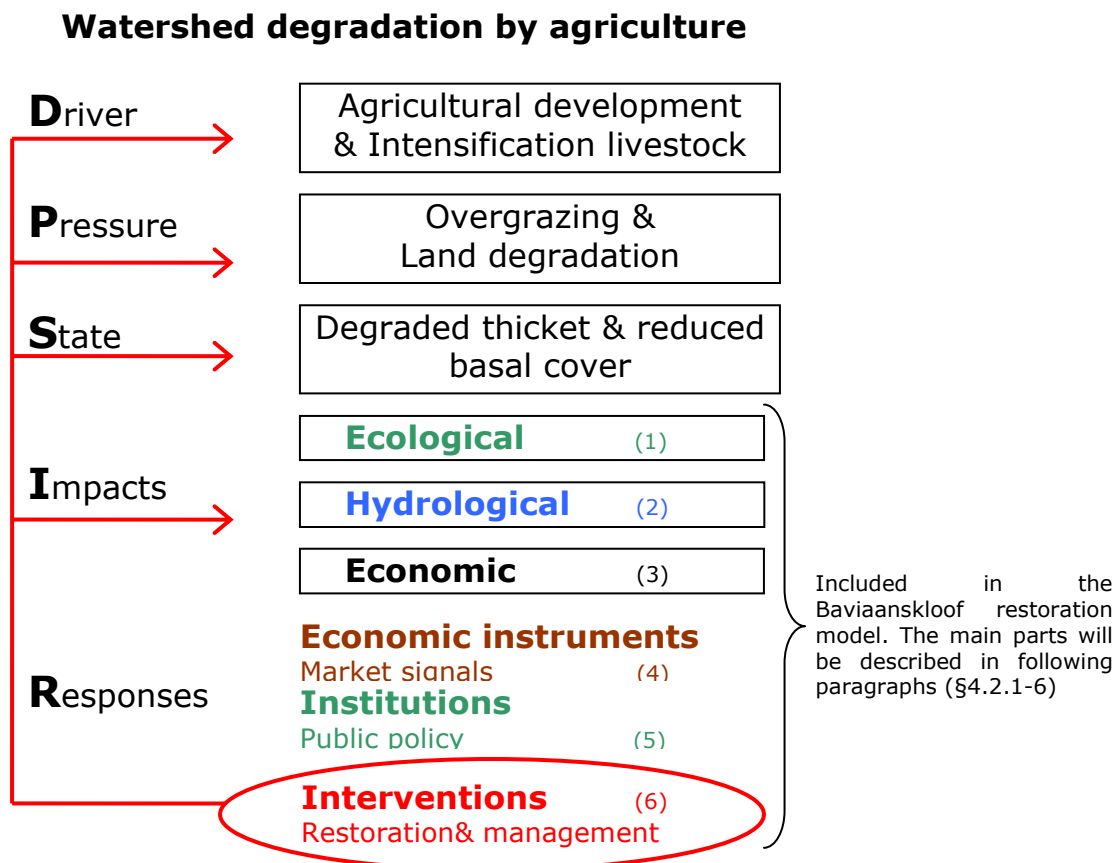 Watershed degradation by agriculture
Driver
Agricultural development
& Intensification livestock
Pressure
Overgrazing &
Land degradation
State
Degraded thicket & reduced
basal cover
Impacts
Ecological (1)
Hydrological (2)
Economic (3)
Responses
Economic instruments
Market signals (4)
Institutions
Public policy (5)
Interventions (6)
Restoration& management
Included in the
Baviaanskloof restoration
model. The main parts will
be described in following
paragraphs (§4.2.1-6)